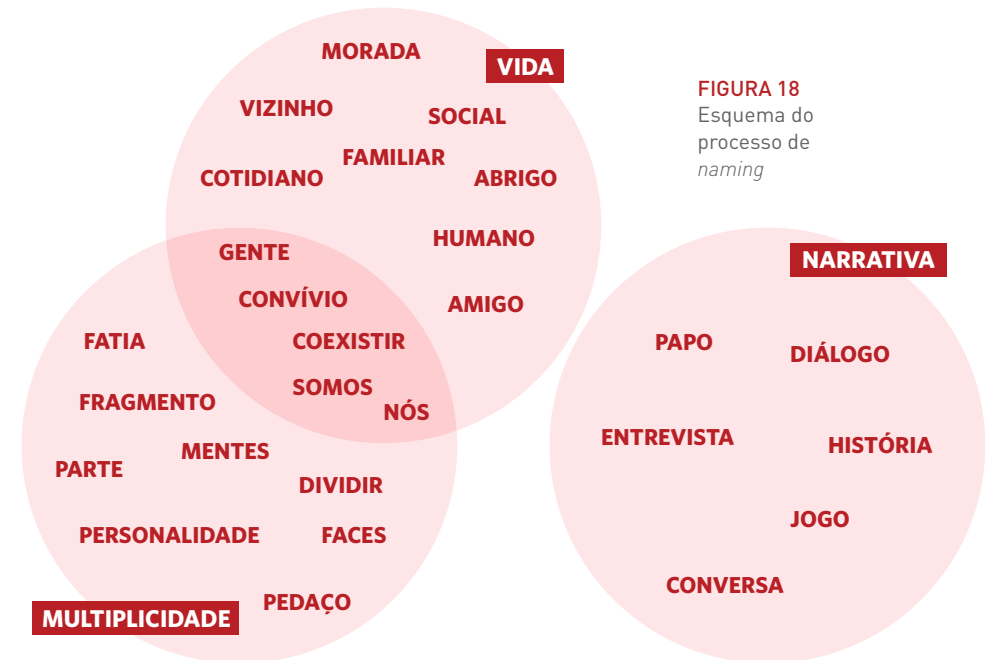 MORADA
VIDA
VIZINHO
SOCIAL
FAMILIAR
COTIDIANO
ABRIGO
GENTE
HUMANO
CONVÍVIO
AMIGO
COEXISTIR
SOMOS
NÓS
FATIA
FRAGMENTO
MENTES
PARTE
DIVIDIR
PERSONALIDADE
FACES
PEDAÇO
MULTIPLICIDADE
FIGURA 18
Esquema do
processo de
naming
NARRATIVA
PAPO
DIÁLOGO
ENTREVISTA
HISTÓRIA
JOGO
CONVERSA